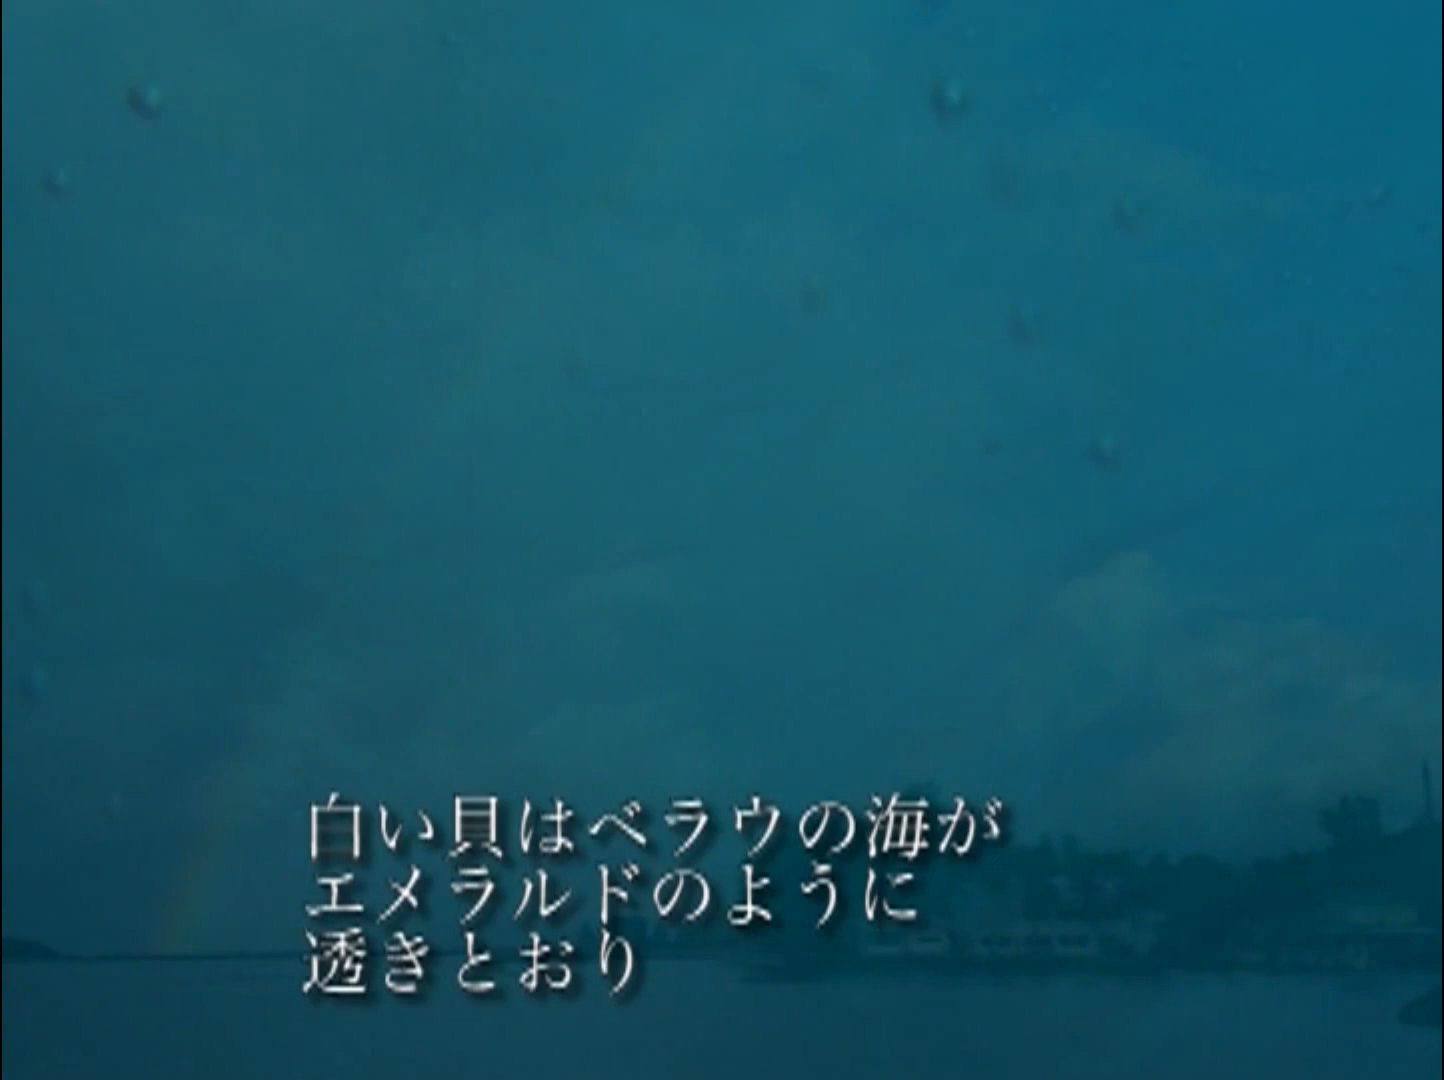 白い貝はベラウの海が
エメラルドのように
透きとおり